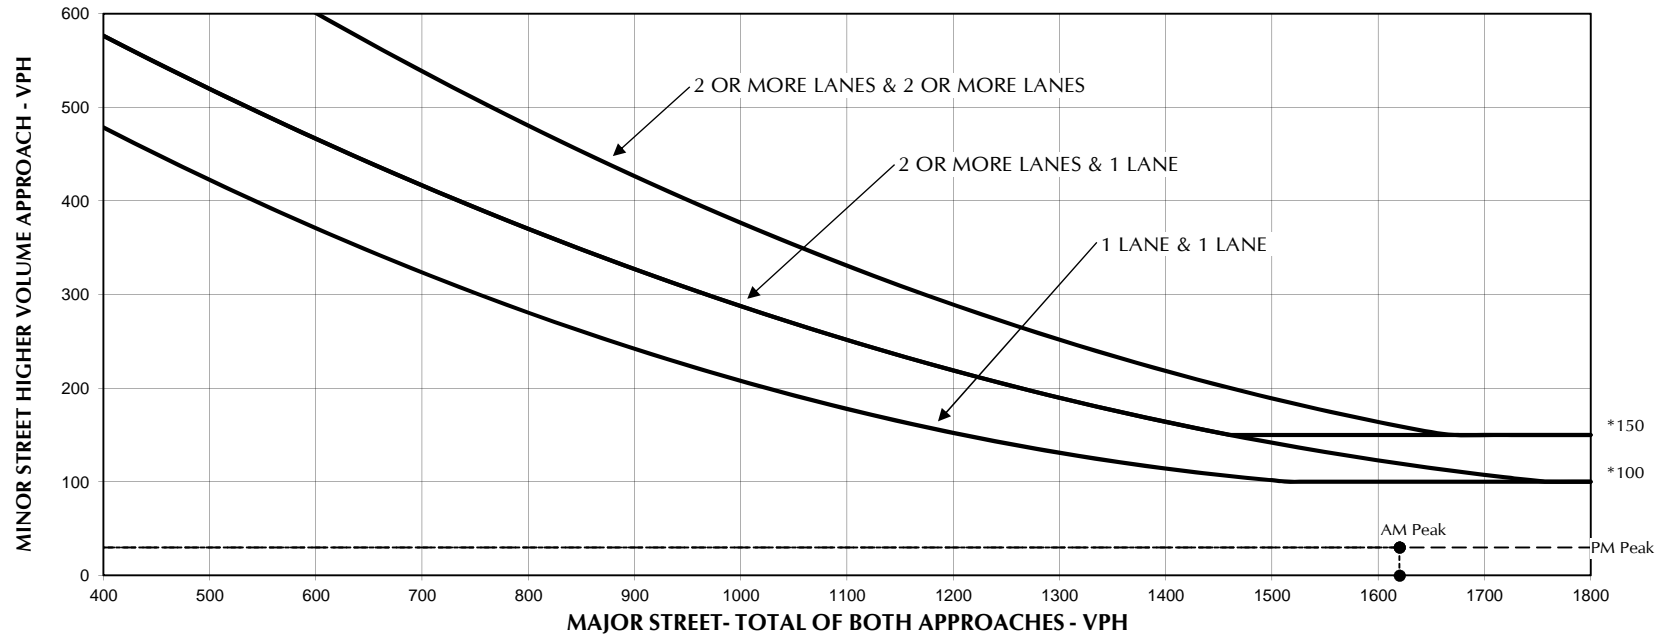 600
500
400
300
200
100
0
MINOR STREET HIGHER VOLUME APPROACH - VPH
2 OR MORE LANES & 2 OR MORE LANES
2 OR MORE LANES & 1 LANE
1 LANE & 1 LANE
*150
*100
AM Peak
PM Peak
400 500 600 700 800 900 1000 1100 1200 1300 1400 1500 1600 1700 1800
MAJOR STREET- TOTAL OF BOTH APPROACHES - VPH